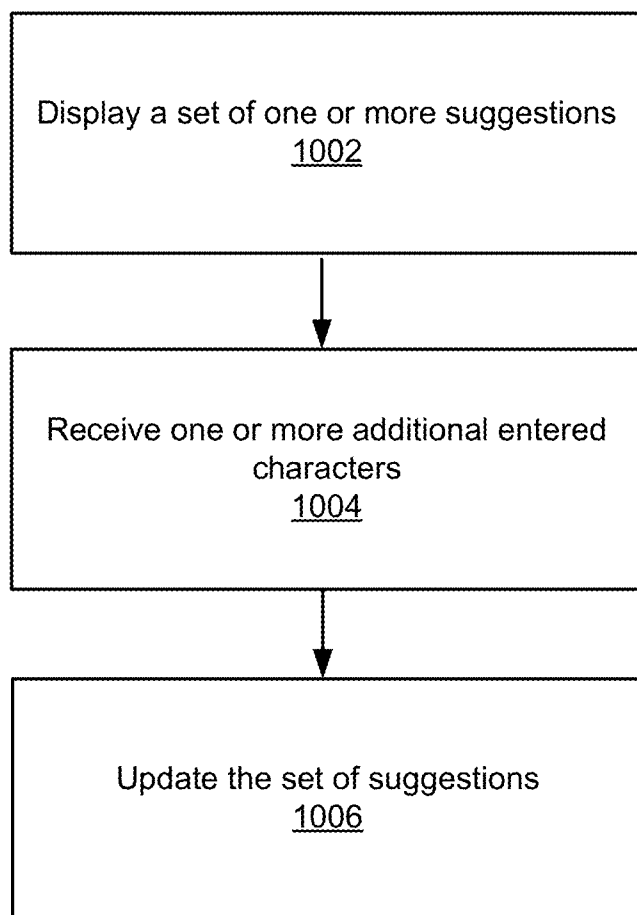 Display a set of one or more suggestions
1002
Receive one or more additional entered
characters
1004
Update the set of suggestions
1006